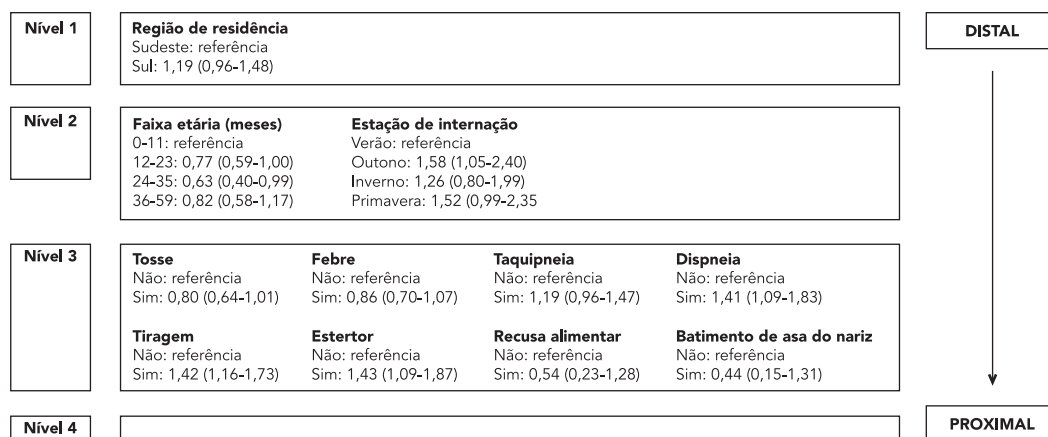 Nível 1
Região de residência
Sudeste: referência
Sul: 1,19 (0,96-1,48)
DISTAL
Nível 2
Faixa etária (meses)
0-11: referência
12-23: 0,77 (0,59-1,00)
24-35: 0,63 (0,40-0,99)
36-59: 0,82 (0,58-1,17)
Estação de internação
Verão: referência
Outono: 1,58 (1,05-2,40)
Inverno: 1,26 (0,80-1,99)
Primavera: 1,52 (0,99-2,35
Nível 3
Tosse
Não: referência
Sim: 0,80 (0,64-1,01)
Febre
Não: referência
Sim: 0,86 (0,70-1,07)
Taquipneia
Não: referência
Sim: 1,19 (0,96-1,47)
Dispneia
Não: referência
Sim: 1,41 (1,09-1,83)
Tiragem
Não: referência
Sim: 1,42 (1,16-1,73)
Estertor
Não: referência
Sim: 1,43 (1,09-1,87)
Recusa alimentar
Não: referência
Sim: 0,54 (0,23-1,28)
Batimento de asa do nariz
Não: referência
Sim: 0,44 (0,15-1,31)
Nível 4
PROXIMAL